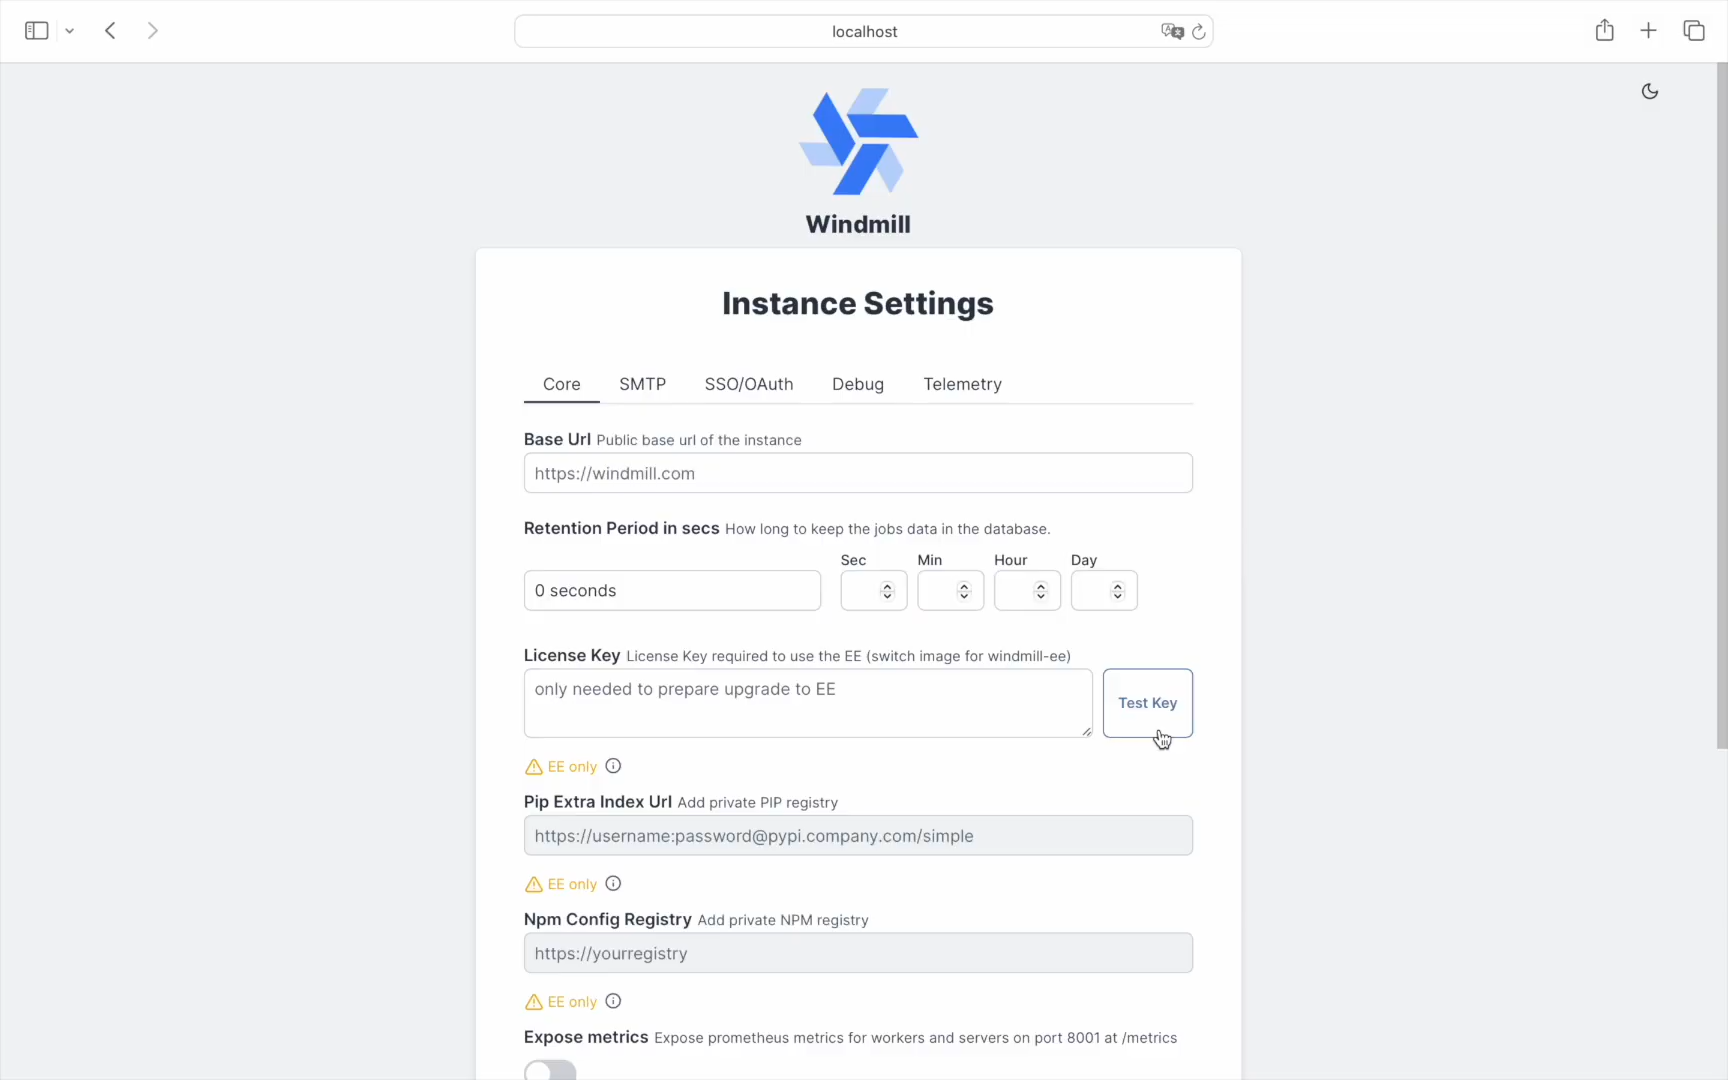 localhost
Windmill
Instance Settings
Core SMTP SSO/OAuth Debug Telemetry
Base Url Public base url of the instance
https://windmill.com
Retention Period in secs How long to keep the jobs data in the database.
Sec Min Hour Day
0 seconds
License Key License Key required to use the EE (switch image for windmill-ee)
only needed to prepare upgrade to EE
Test Key
EE only
Pip Extra Index Url Add private PIP registry
https://username:password@pypi.company.com/simple
EE only
Npm Config Registry Add private NPM registry
https://yourregistry
EE only
Expose metrics Expose prometheus metrics for workers and servers on port 8001 at /metrics